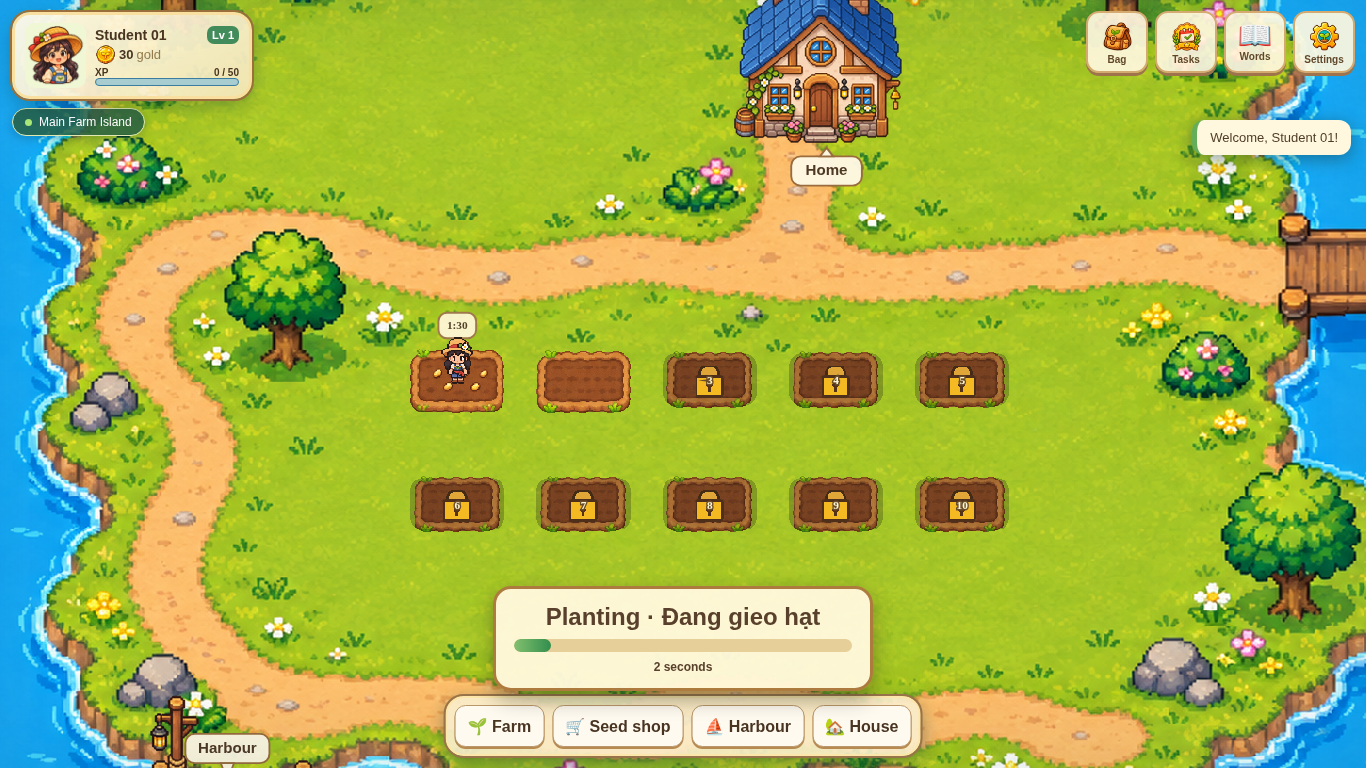 Student 01
Lv 1
30 gold
XP 0 / 50
Main Farm Island
Bag
Tasks
Words
Settings
Welcome, Student 01!
Home
1:30
3
4
5
6
7
8
9
10
Planting · Đang gieo hạt
2 seconds
Farm
Seed shop
Harbour
House
Harbour